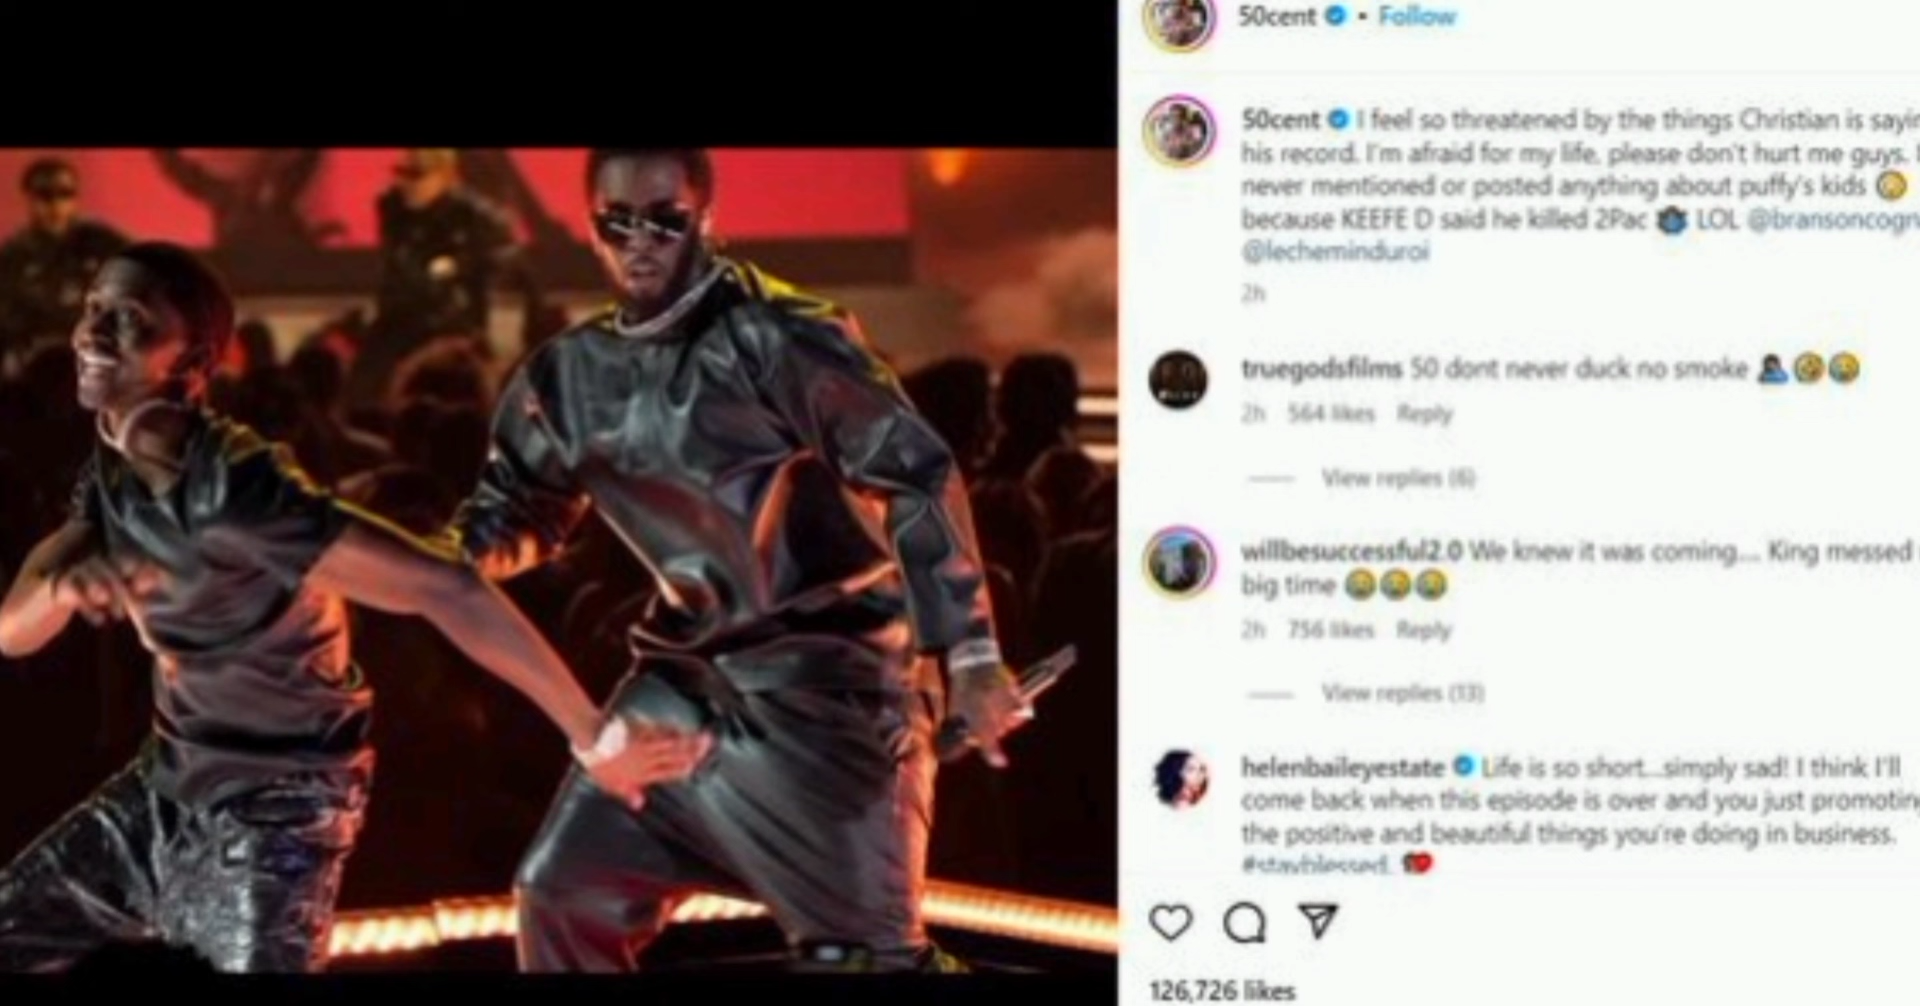 50cent • Follow
50cent I feel so threatened by the things Christian is
his record. I'm afraid for my life, please don't hurt me guys.
never mentioned or posted anything about puffy's kids
because KEEFE D said he killed 2Pac LOL
@lecheminduroi
2h
truegodsfilms 50 dont never duck no smoke
2h 564 likes Reply
View replies (6)
willbesuccessful2.0 We knew it was coming.... King messed
big time
2h 756 likes Reply
View replies (13)
helenbaileyestate Life is so short...simply sad! I think I'll
come back when this episode is over and you just
the positive and beautiful things you're doing in business.
#stayblessed.
126,726 likes